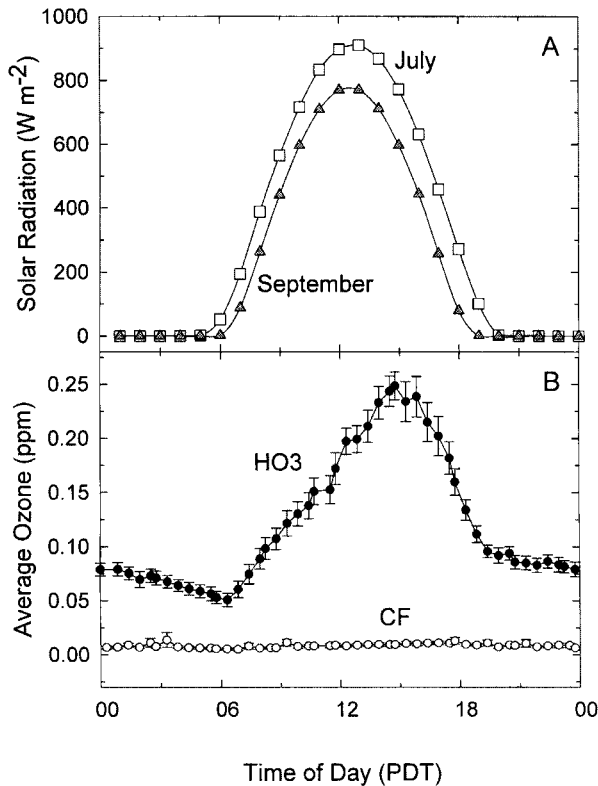 1000
800
600
400
200
0
Solar Radiation (W m-2)
A
July
September
0.25
0.20
0.15
0.10
0.05
0.00
Average Ozone (ppm)
B
HO3
CF
00 06 12 18 00
Time of Day (PDT)